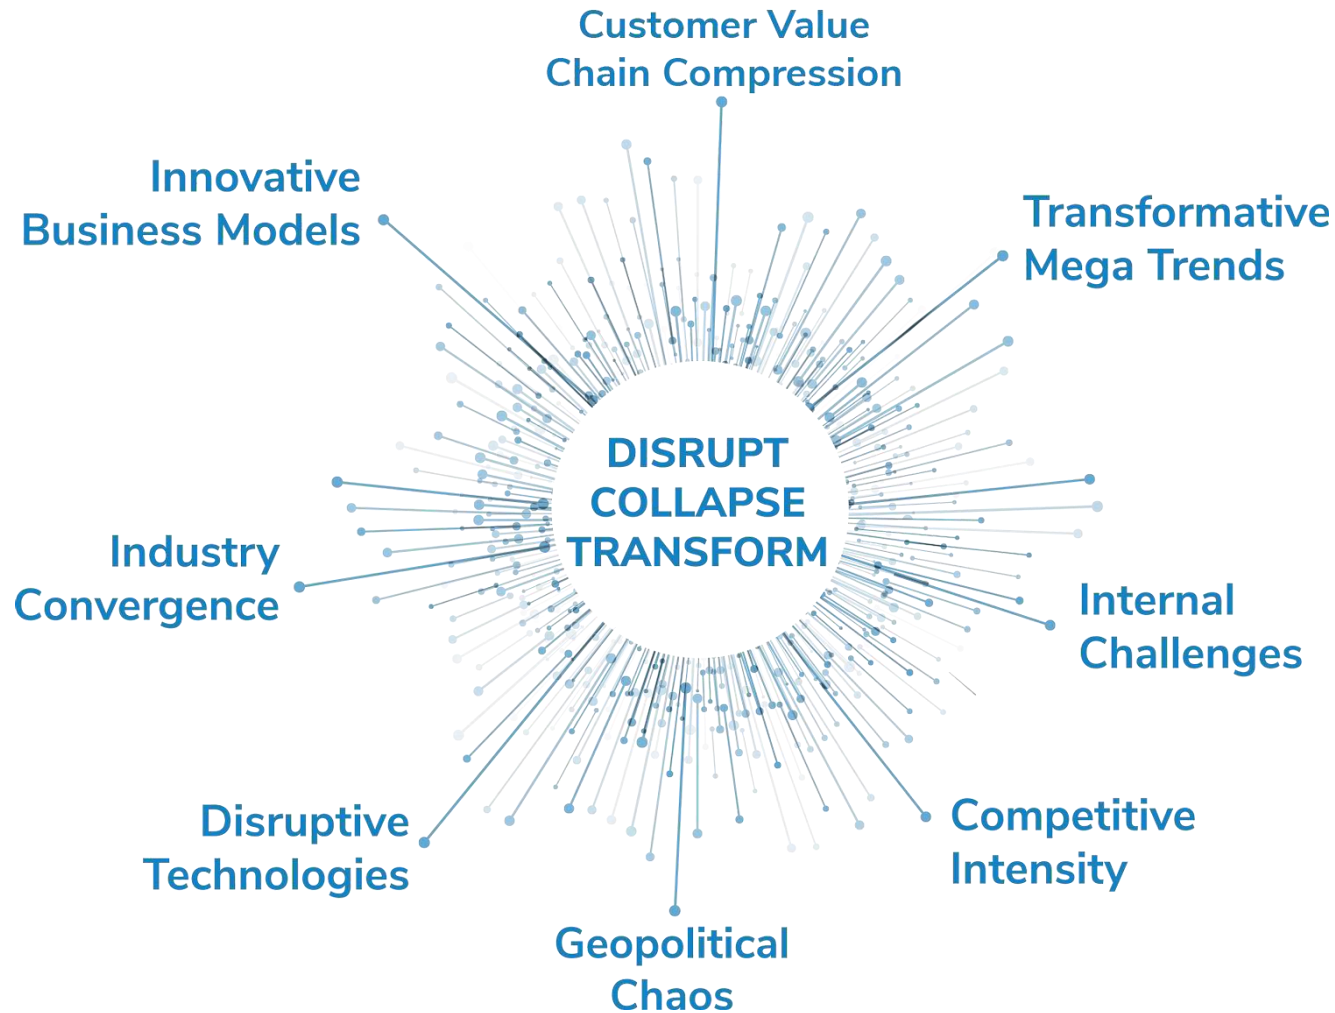 Customer Value
Chain Compression
Transformative
Mega Trends
Internal
Challenges
Competitive
Intensity
Geopolitical
Chaos
Disruptive
Technologies
Industry
Convergence
Innovative
Business Models
DISRUPT
COLLAPSE
TRANSFORM